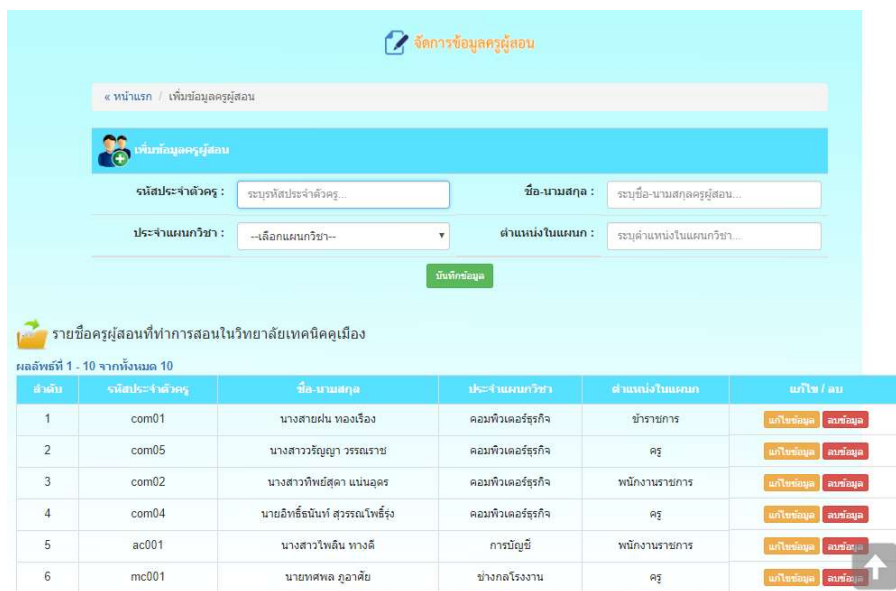 จัดการข้อมูลครูผู้สอน
« หน้าแรก / เพิ่มข้อมูลครูผู้สอน
เพิ่มข้อมูลครูผู้สอน
รหัสประจำตัวครู : ระบุรหัสประจำตัวครู... ชื่อ-นามสกุล : ระบุชื่อ-นามสกุลครูผู้สอน...
ประจำแผนกวิชา : --เลือกแผนกวิชา-- ตำแหน่งในแผนก : ระบุตำแหน่งในแผนกวิชา...
บันทึกข้อมูล
รายชื่อครูผู้สอนที่ทำการสอนในวิทยาลัยเทคนิคคูเมือง
ผลลัพธ์ที่ 1 - 10 จากทั้งหมด 10
ลำดับ รหัสประจำตัวครู ชื่อ-นามสกุล ประจำแผนกวิชา ตำแหน่งในแผนก แก้ไข / ลบ
1 com01 นางสายฝน ทองเรือง คอมพิวเตอร์ธุรกิจ ข้าราชการ แก้ไขข้อมูล ลบข้อมูล
2 com05 นางสาววรัญญา วรรณราช คอมพิวเตอร์ธุรกิจ ครู แก้ไขข้อมูล ลบข้อมูล
3 com02 นางสาวทิพย์สุดา แน่นอุดร คอมพิวเตอร์ธุรกิจ พนักงานราชการ แก้ไขข้อมูล ลบข้อมูล
4 com04 นายอิทธิ์ธนันท์ สุวรรณโพธิ์รุ่ง คอมพิวเตอร์ธุรกิจ ครู แก้ไขข้อมูล ลบข้อมูล
5 ac001 นางสาวไพลิน ทางดี การบัญชี พนักงานราชการ แก้ไขข้อมูล ลบข้อมูล
6 mc001 นายทศพล ภูอาศัย ช่างกลโรงงาน ครู แก้ไขข้อมูล ลบข้อมูล